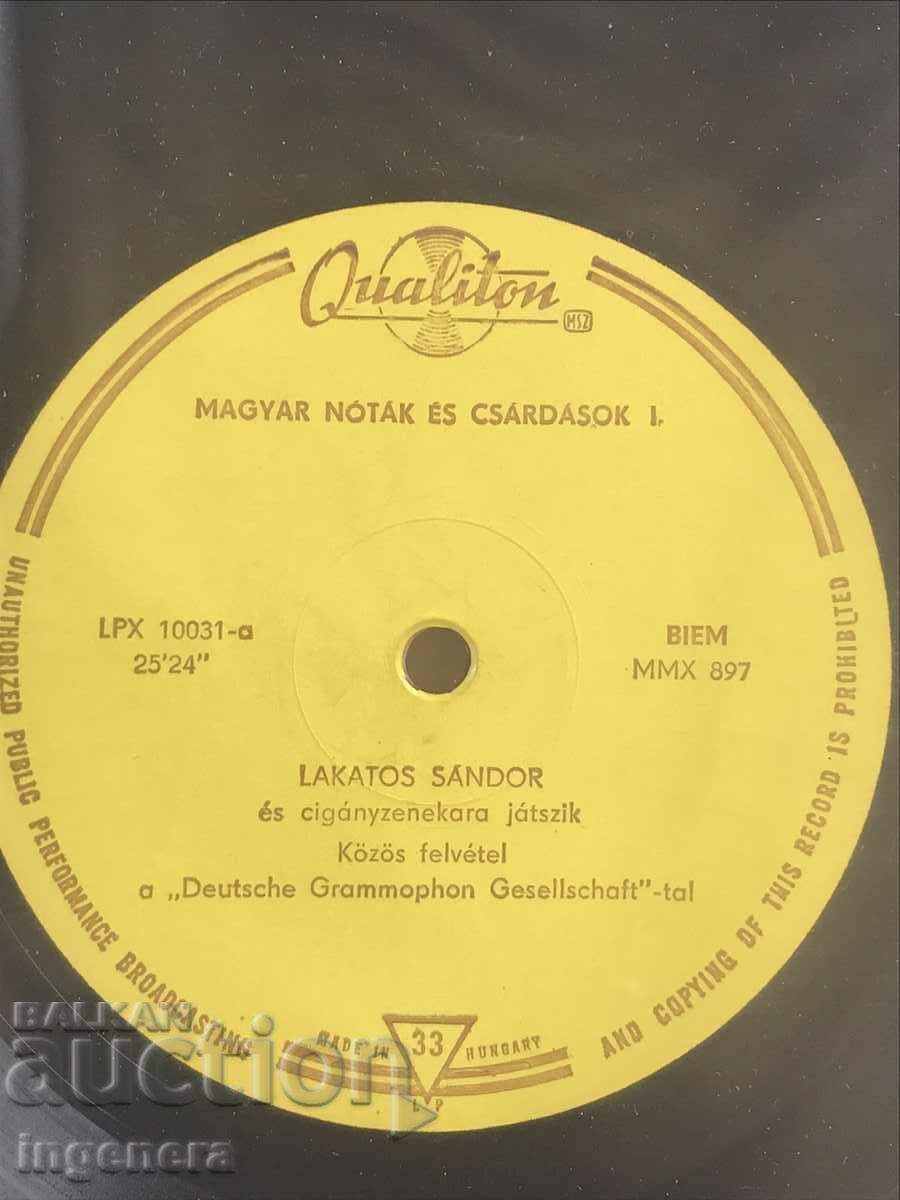 Qualiton
MSZ
MAGYAR NÓTÁK ÉS CSÁRDÁSOK I.
LPX 10031-a
25'24"
BIEM
MMX 897
LAKATOS SÁNDOR
és cigányzenekara játszik
Közös felvétel
a „Deutsche Grammophon Gesellschaft"-tal
UNAUTHORIZED PUBLIC PERFORMANCE BROADCASTING
AND COPYING OF THIS RECORD IS PROHIBITED
MADE IN 33 HUNGARY
LP
BALKAN
auction
ingenera